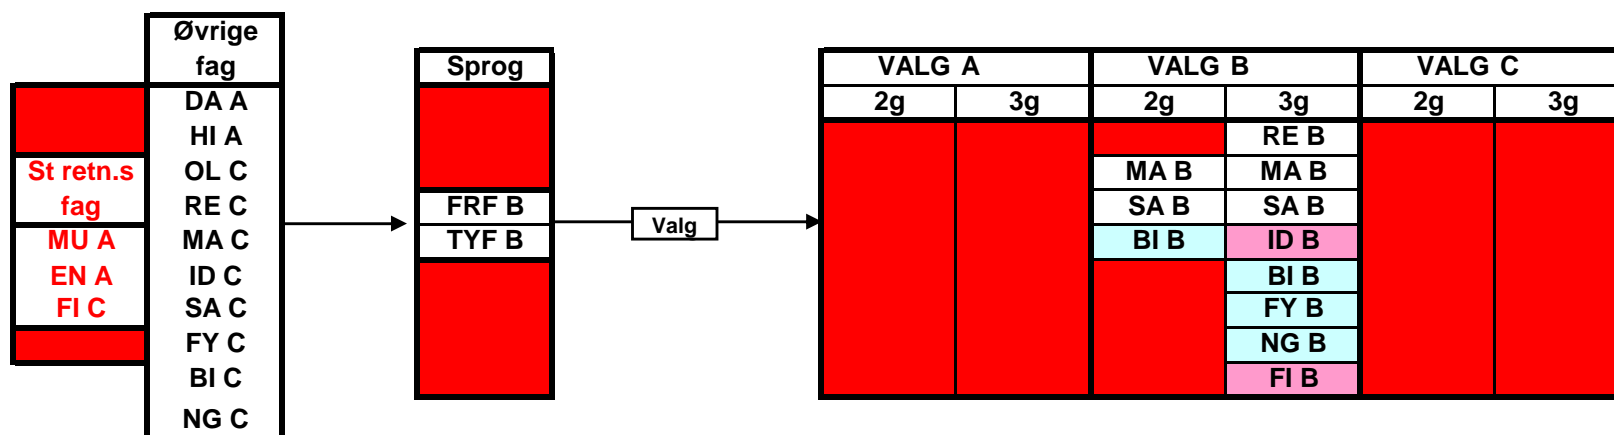 Øvrige
fag
DA A
HI A
OL C
RE C
MA C
ID C
SA C
FY C
BI C
NG C
St retn.s
fag
MU A
EN A
FI C
Sprog
FRF B
TYF B
Valg
VALG A VALG B VALG C
2g 3g 2g 3g 2g 3g
RE B
MA B MA B
SA B SA B
BI B ID B
BI B
FY B
NG B
FI B